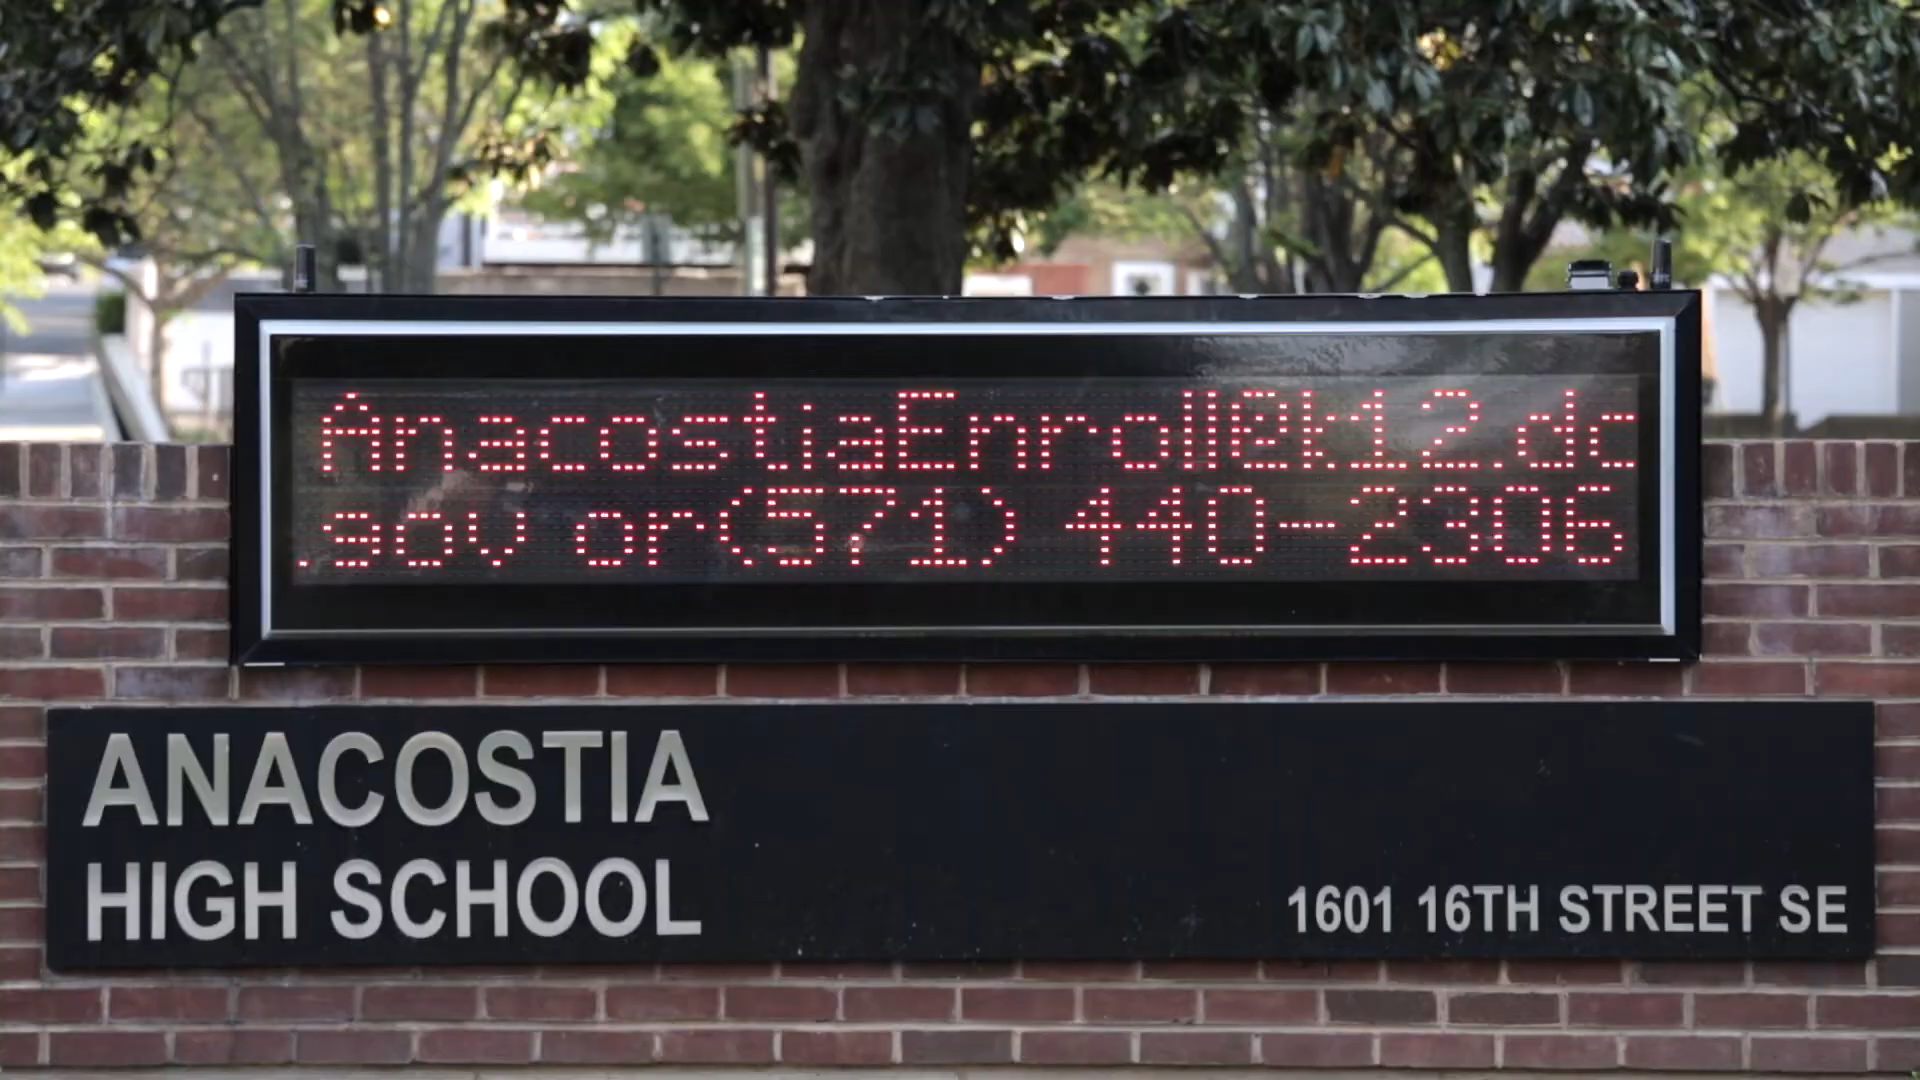 AnacostiaEnroll@k12.dc
.gov or(571) 440-2306
ANACOSTIA
HIGH SCHOOL
1601 16TH STREET SE